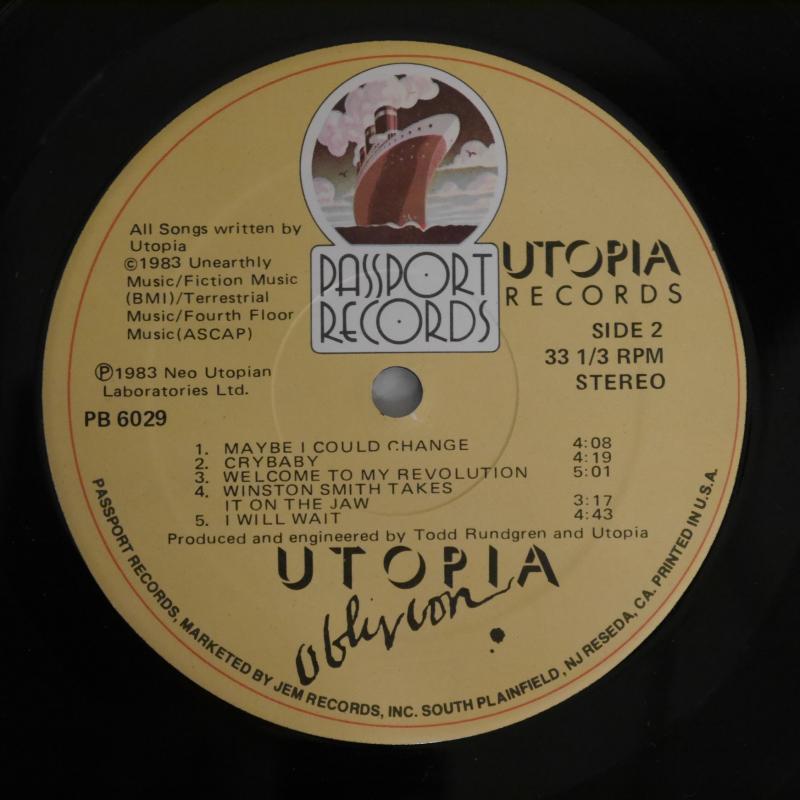 PASSPORT
RECORDS
UTOPIA
RECORDS
SIDE 2
33 1/3 RPM
STEREO
All Songs written by
Utopia
©1983 Unearthly
Music/Fiction Music
(BMI)/Terrestrial
Music/Fourth Floor
Music(ASCAP)
℗1983 Neo Utopian
Laboratories Ltd.
PB 6029
1. MAYBE I COULD CHANGE 4:08
2. CRYBABY 4:19
3. WELCOME TO MY REVOLUTION 5:01
4. WINSTON SMITH TAKES
IT ON THE JAW 3:17
5. I WILL WAIT 4:43
Produced and engineered by Todd Rundgren and Utopia
UTOPIA
oblivion
PASSPORT RECORDS, MARKETED BY JEM RECORDS, INC. SOUTH PLAINFIELD, NJ RESEDA, CA. PRINTED IN U.S.A.